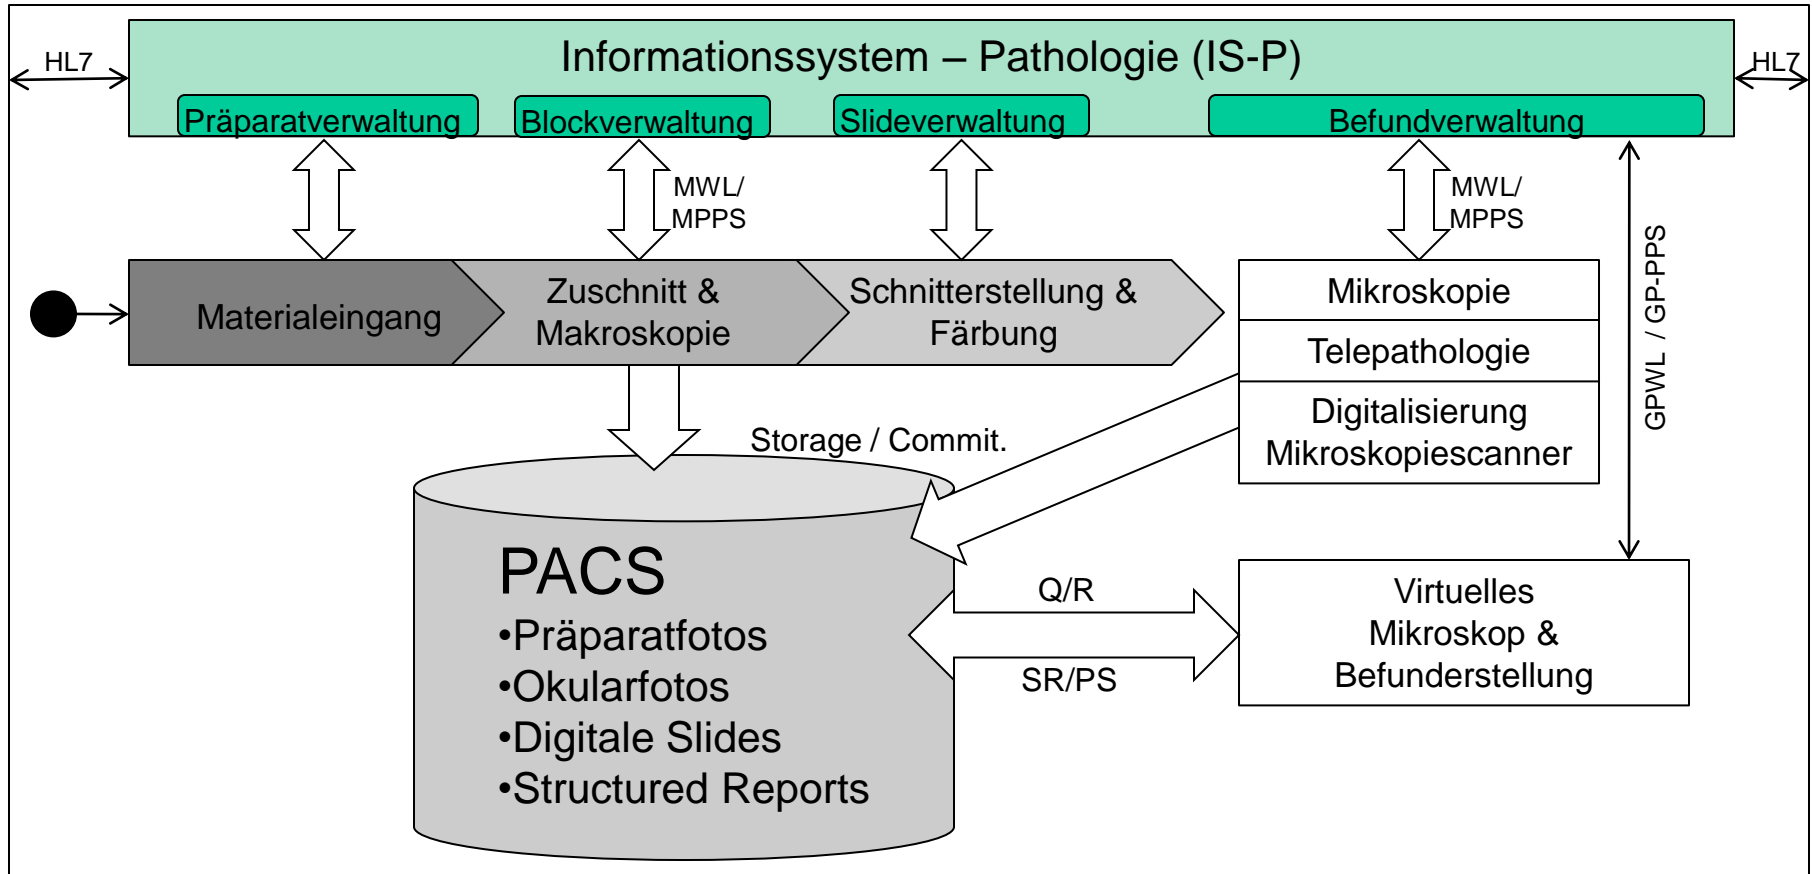 Informationssystem – Pathologie (IS-P)
HL7
HL7
Präparatverwaltung
Blockverwaltung
Slideverwaltung
Befundverwaltung
MWL/
MPPS
MWL/
MPPS
GPWL / GP-PPS
Materialeingang
Zuschnitt &
Makroskopie
Schnitterstellung &
Färbung
Mikroskopie
Telepathologie
Digitalisierung
Mikroskopiescanner
Storage / Commit.
PACS
•Präparatfotos
•Okularfotos
•Digitale Slides
•Structured Reports
Q/R
SR/PS
Virtuelles
Mikroskop &
Befunderstellung